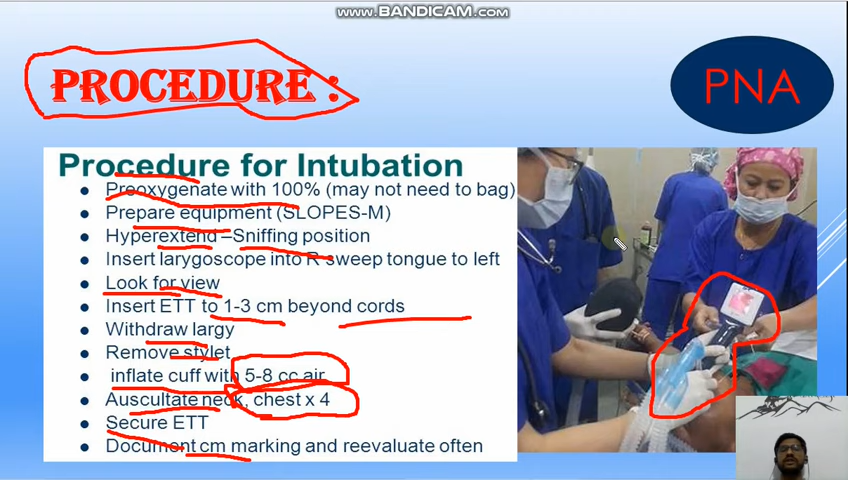 www.BANDICAM.com
PROCEDURE :
PNA
Procedure for Intubation
● Preoxygenate with 100% (may not need to bag)
● Prepare equipment (SLOPES-M)
● Hyperextend –Sniffing position
● Insert larygoscope into R sweep tongue to left
● Look for view
● Insert ETT to 1-3 cm beyond cords
● Withdraw largy
● Remove stylet
● inflate cuff with 5-8 cc air
● Auscultate neck, chest x 4
● Secure ETT
● Document cm marking and reevaluate often